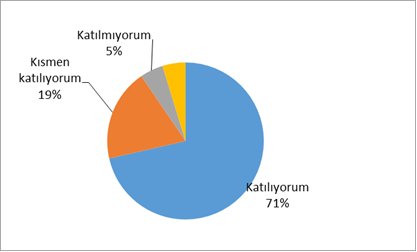 Katılmıyorum
5%
Kısmen
katılıyorum
19%
Katılıyorum
71%